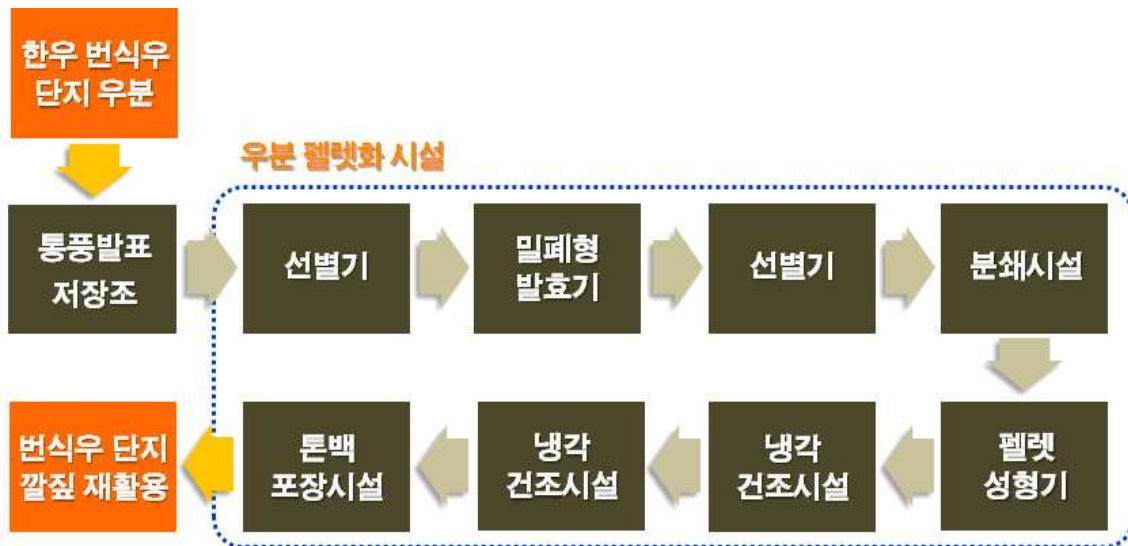 한우 번식우
단지 우분
우분 펠렛화 시설
통풍발표
저장조
선별기
밀폐형
발효기
선별기
분쇄시설
펠렛
성형기
냉각
건조시설
냉각
건조시설
톤백
포장시설
번식우 단지
깔짚 재활용